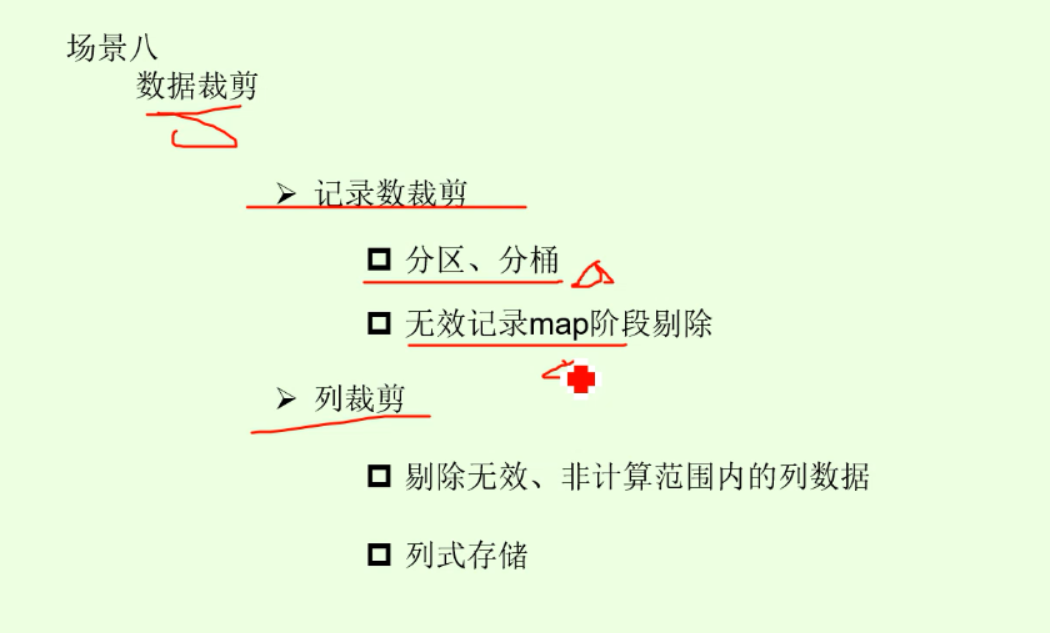 场景八
数据裁剪
记录数裁剪
分区、分桶
无效记录map阶段剔除
列裁剪
剔除无效、非计算范围内的列数据
列式存储